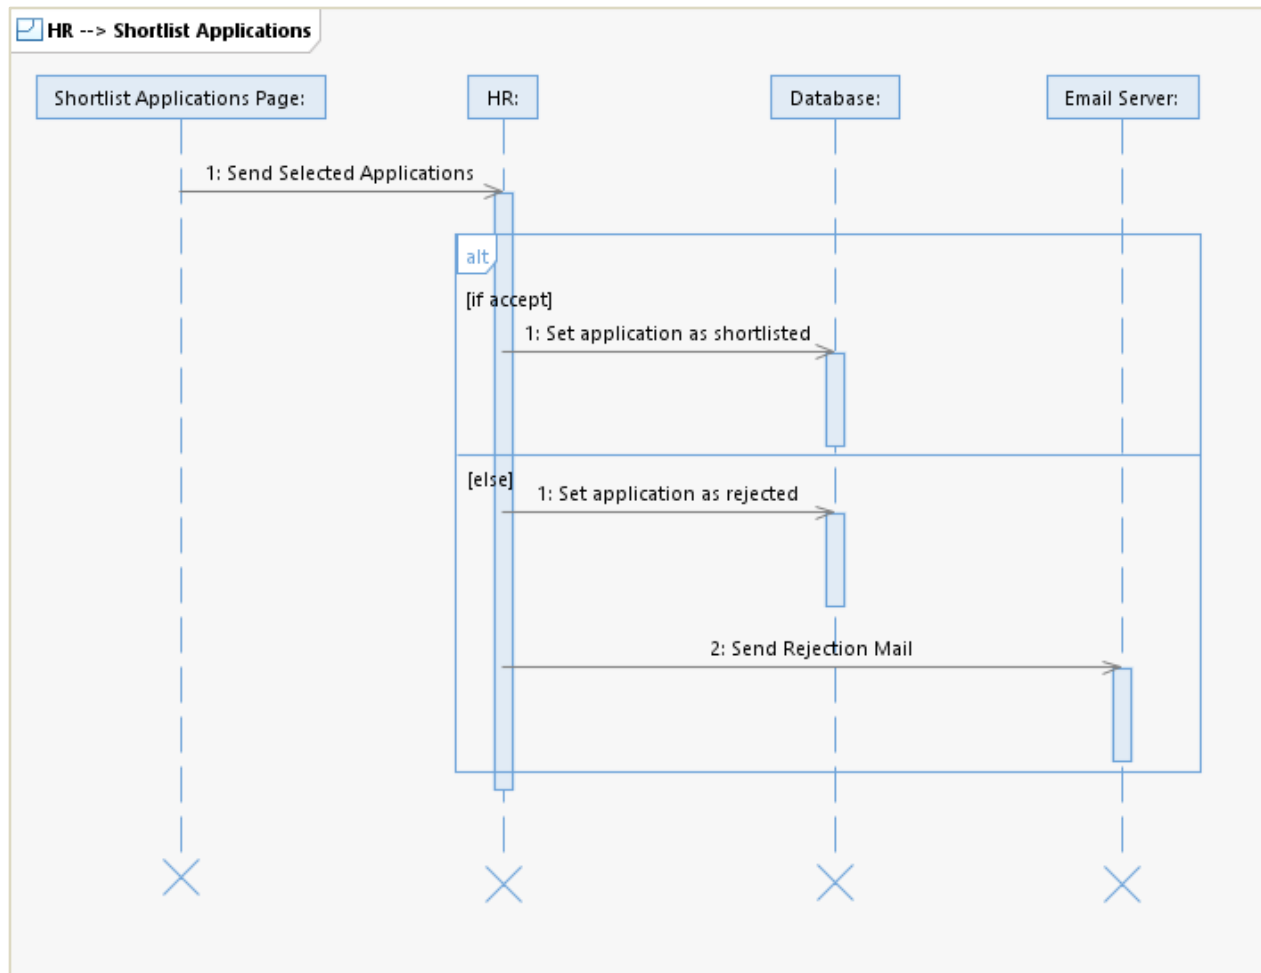 HR --> Shortlist Applications
Shortlist Applications Page:
HR:
Database:
Email Server:
1: Send Selected Applications
alt
[if accept]
1: Set application as shortlisted
[else]
1: Set application as rejected
2: Send Rejection Mail